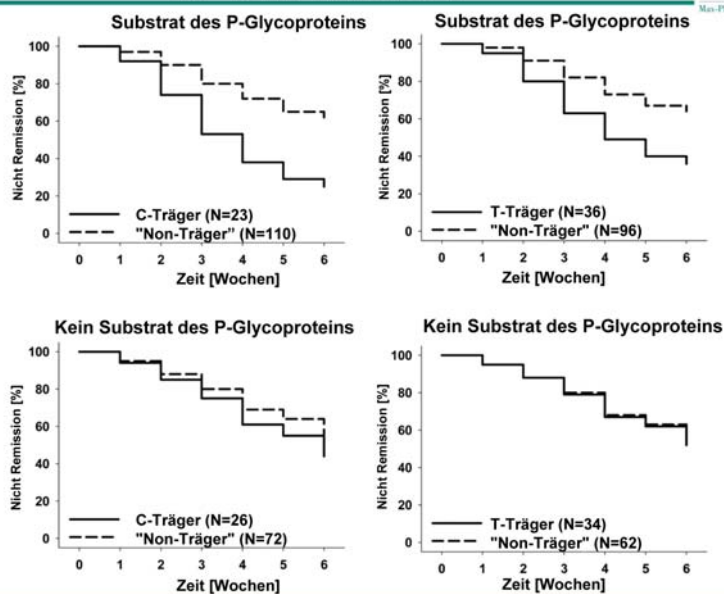 Max-Pl
Substrat des P-Glycoproteins
Nicht Remission [%]
100
80
60
40
20
0
C-Träger (N=23)
"Non-Träger" (N=110)
0 1 2 3 4 5 6
Zeit [Wochen]
Substrat des P-Glycoproteins
Nicht Remission [%]
100
80
60
40
20
0
T-Träger (N=36)
"Non-Träger" (N=96)
0 1 2 3 4 5 6
Zeit [Wochen]
Kein Substrat des P-Glycoproteins
Nicht Remission [%]
100
80
60
40
20
0
C-Träger (N=26)
"Non-Träger" (N=72)
0 1 2 3 4 5 6
Zeit [Wochen]
Kein Substrat des P-Glycoproteins
Nicht Remission [%]
100
80
60
40
20
0
T-Träger (N=34)
"Non-Träger" (N=62)
0 1 2 3 4 5 6
Zeit [Wochen]